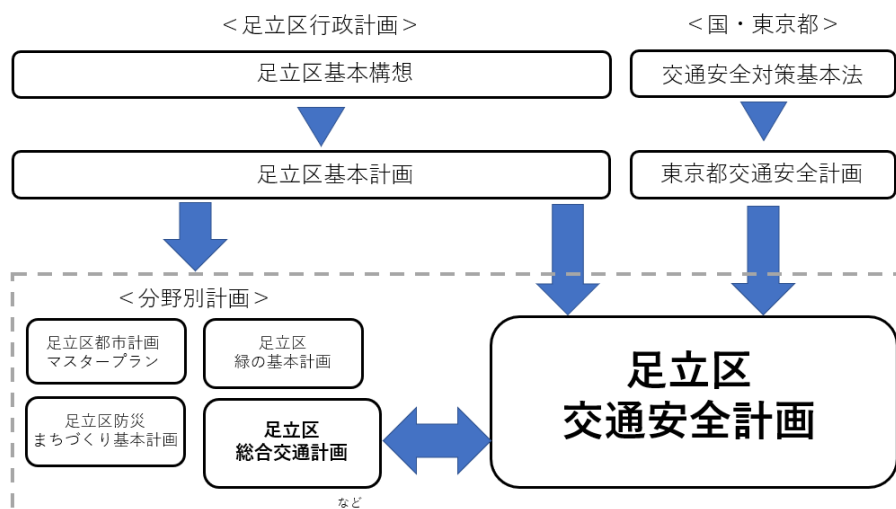 ＜足立区行政計画＞
＜国・東京都＞
足立区基本構想
交通安全対策基本法
足立区基本計画
東京都交通安全計画
＜分野別計画＞
足立区都市計画
マスタープラン
足立区
緑の基本計画
足立区防災
まちづくり基本計画
足立区
総合交通計画
など
足立区
交通安全計画